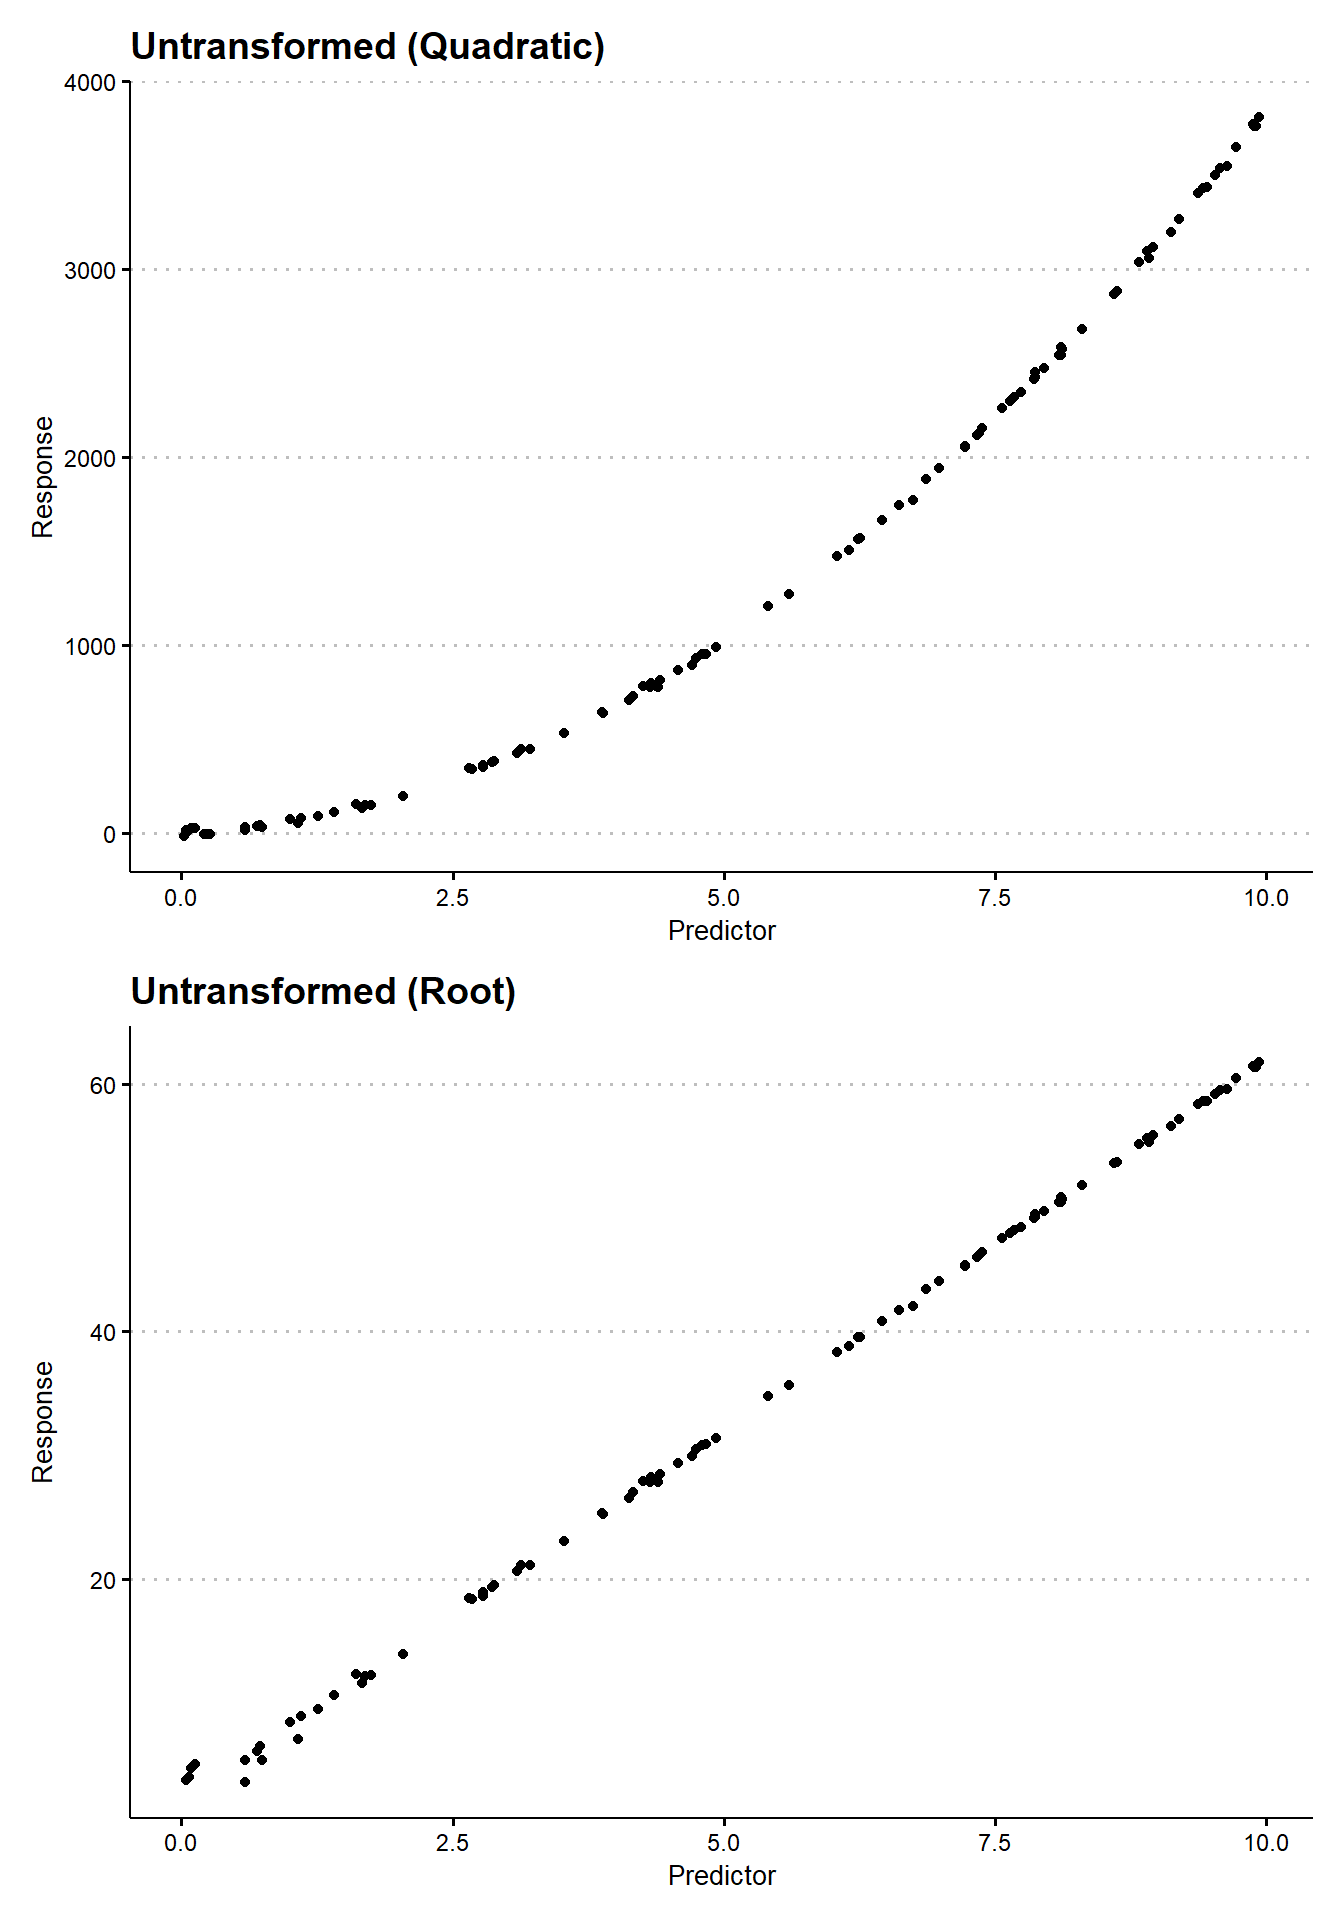 Untransformed (Quadratic)
4000
3000
2000
1000
0
Response
0.0 2.5 5.0 7.5 10.0
Predictor
Untransformed (Root)
60
40
20
Response
0.0 2.5 5.0 7.5 10.0
Predictor